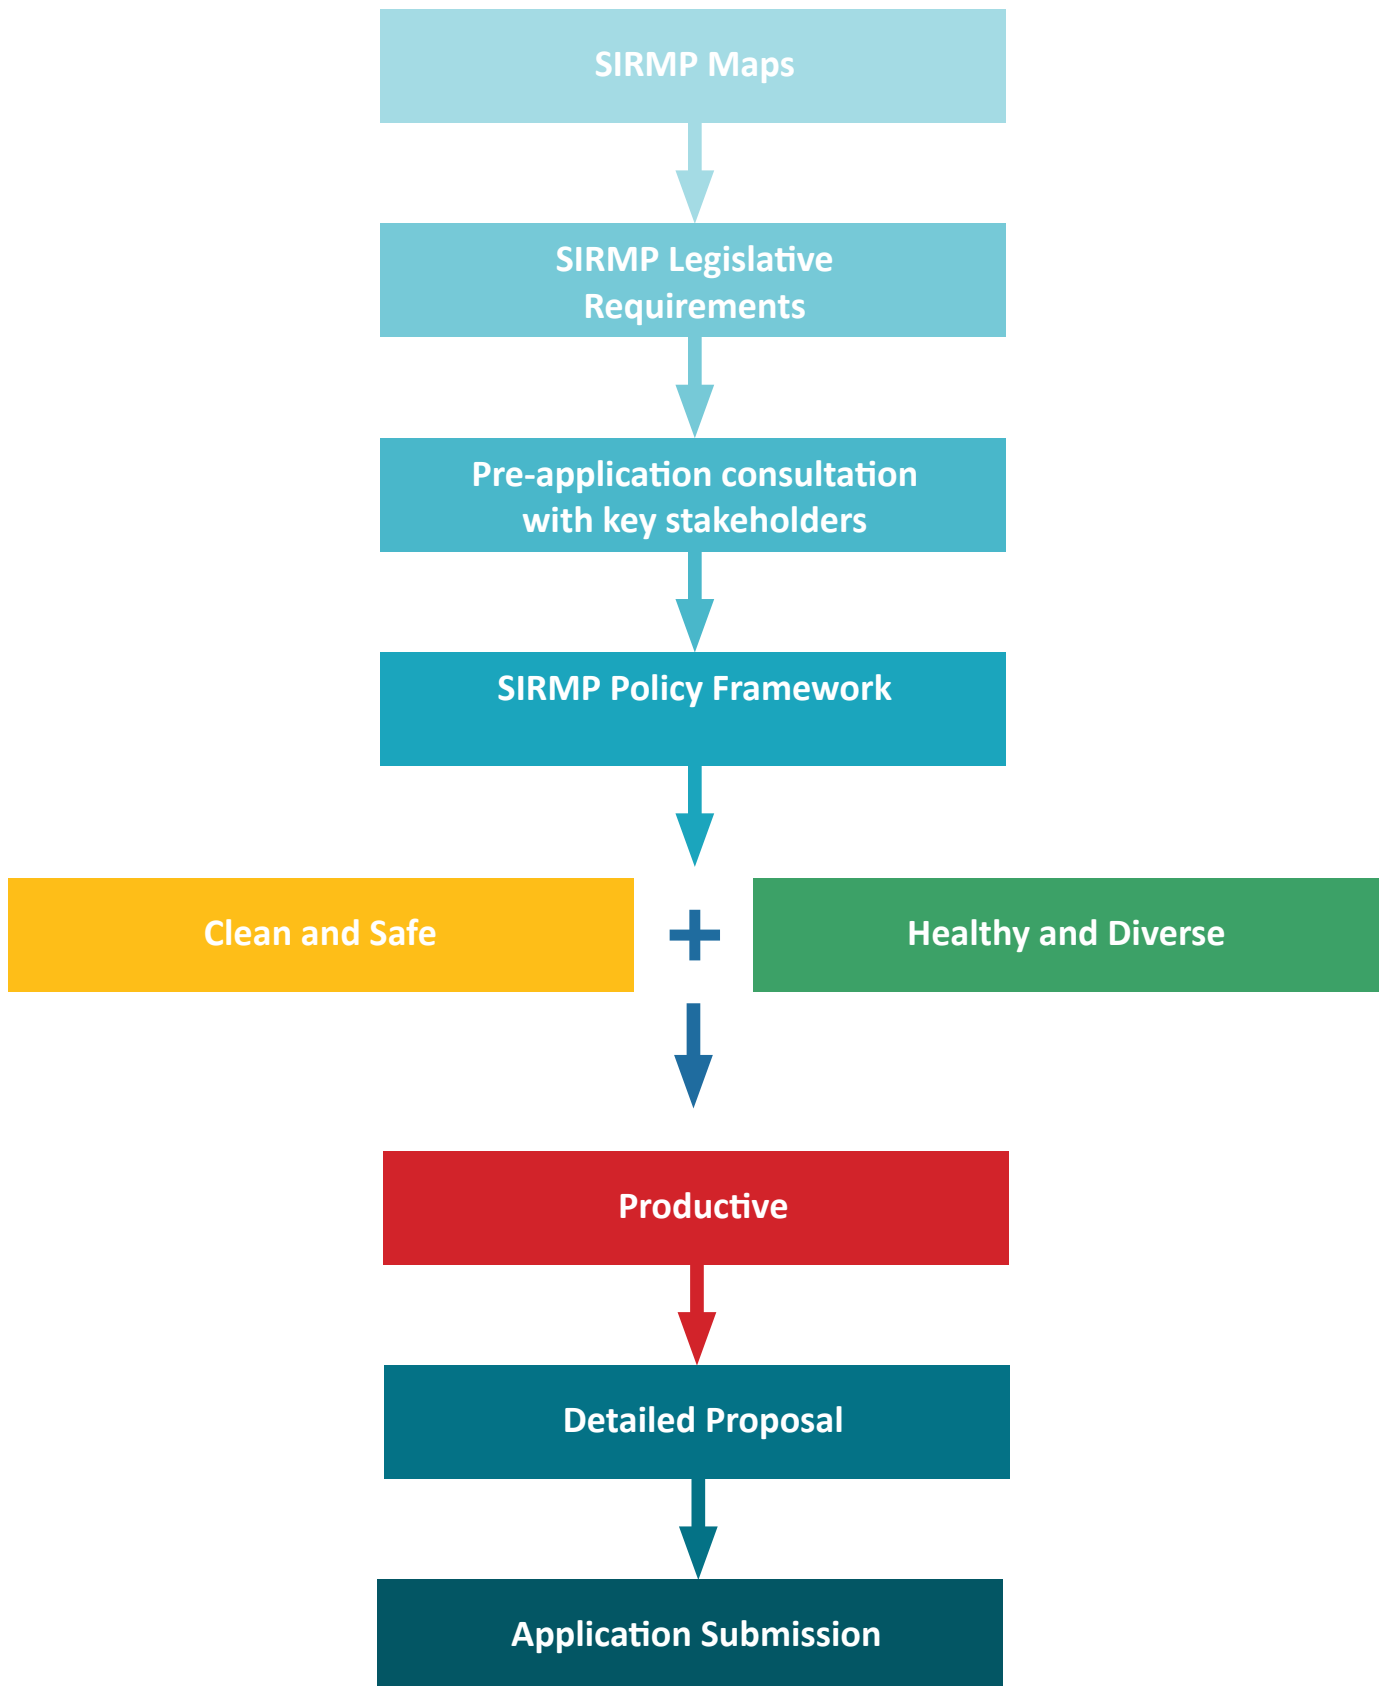 SIRMP Maps
SIRMP Legislative
Requirements
Pre-application consultation
with key stakeholders
SIRMP Policy Framework
Clean and Safe
+
Healthy and Diverse
Productive
Detailed Proposal
Application Submission